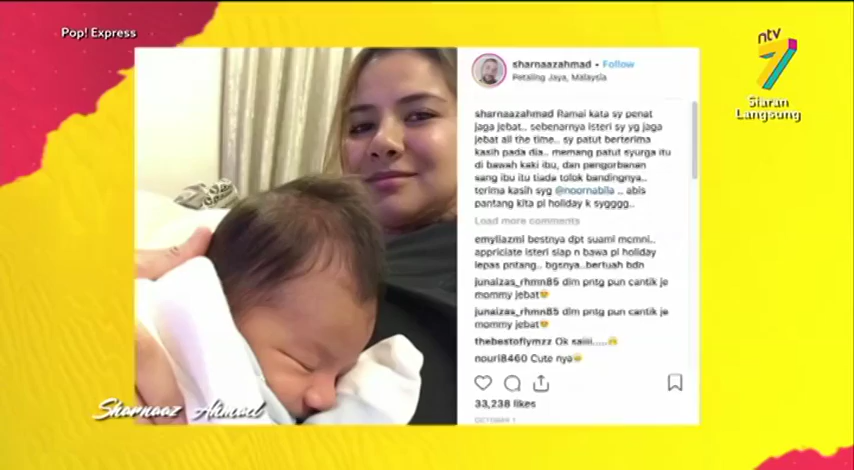 Pop! Express
ntv
7
Siaran
Langsung
sharnaazahmad • Follow
Petaling Jaya, Malaysia
sharnaazahmad Ramai kata sy penat
jaga jebat.. sebenarnya isteri sy yg jaga
jebat all the time.. sy patut berterima
kasih pada dia.. memang patut syurga itu
di bawah kaki ibu, dan pengorbanan
sang ibu itu tiada tolok bandingnya..
terima kasih syg @noornabila .. abis
pantang kita pi holiday k sygggg..
Load more comments
emyliazmi bestnya dpt suami mcmni..
appriciate isteri siap n bawa pi holiday
lepas pntang.. bgsnya..bertuah bdn
junaizas_rhmn85 dlm pntg pun cantik je
mommy jebat
junaizas_rhmn85 dlm pntg pun cantik je
mommy jebat
thebestoflymzz Ok saiiii.....
nouri8460 Cute nya
33,238 likes
OCTOBER 1
Sharnaaz Ahmad